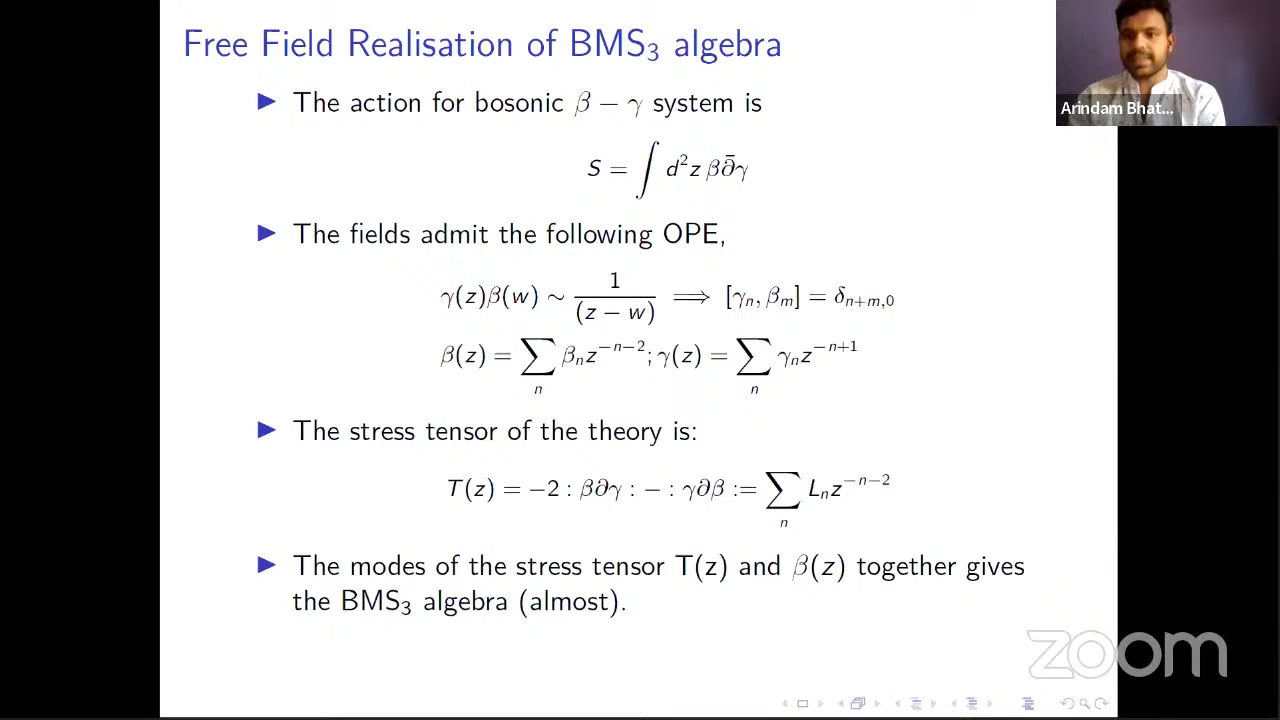 Free Field Realisation of BMS₃ algebra
Arindam Bhat...
▶ The action for bosonic β − γ system is
S = ∫ d²z β∂̄γ
▶ The fields admit the following OPE,
γ(z)β(w) ∼ 1/(z − w) ⟹ [γₙ, βₘ] = δₙ₊ₘ,₀
β(z) = ∑ₙ βₙz⁻ⁿ⁻²; γ(z) = ∑ₙ γₙz⁻ⁿ⁺¹
▶ The stress tensor of the theory is:
T(z) = −2 : β∂γ : − : γ∂β := ∑ₙ Lₙz⁻ⁿ⁻²
▶ The modes of the stress tensor T(z) and β(z) together gives
the BMS₃ algebra (almost).
zoom